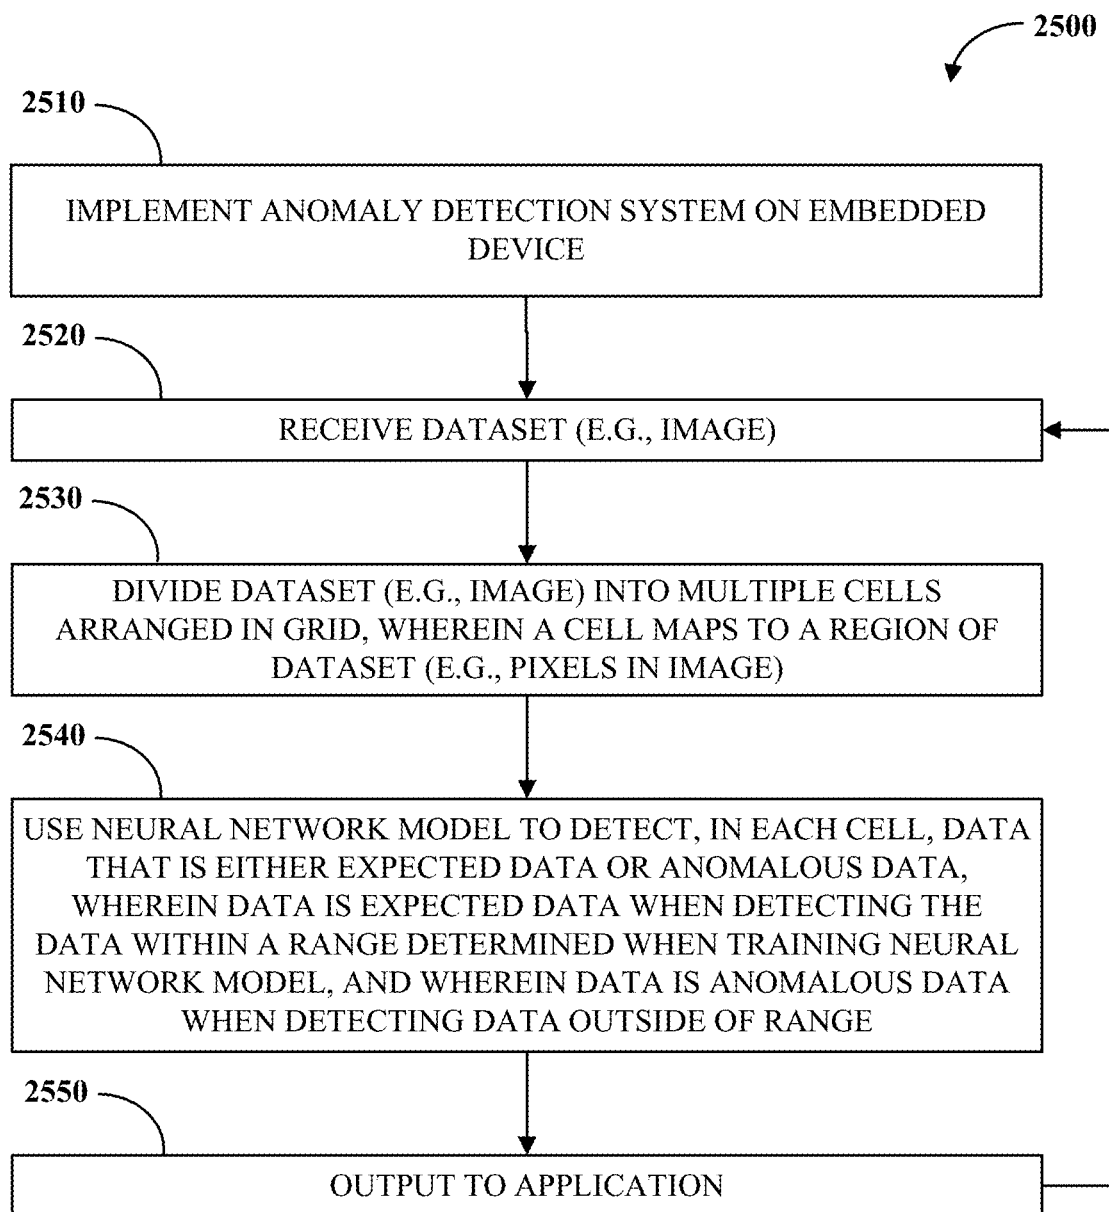 2500
2510
IMPLEMENT ANOMALY DETECTION SYSTEM ON EMBEDDED
DEVICE
2520
RECEIVE DATASET (E.G., IMAGE)
2530
DIVIDE DATASET (E.G., IMAGE) INTO MULTIPLE CELLS
ARRANGED IN GRID, WHEREIN A CELL MAPS TO A REGION OF
DATASET (E.G., PIXELS IN IMAGE)
2540
USE NEURAL NETWORK MODEL TO DETECT, IN EACH CELL, DATA
THAT IS EITHER EXPECTED DATA OR ANOMALOUS DATA,
WHEREIN DATA IS EXPECTED DATA WHEN DETECTING THE
DATA WITHIN A RANGE DETERMINED WHEN TRAINING NEURAL
NETWORK MODEL, AND WHEREIN DATA IS ANOMALOUS DATA
WHEN DETECTING DATA OUTSIDE OF RANGE
2550
OUTPUT TO APPLICATION